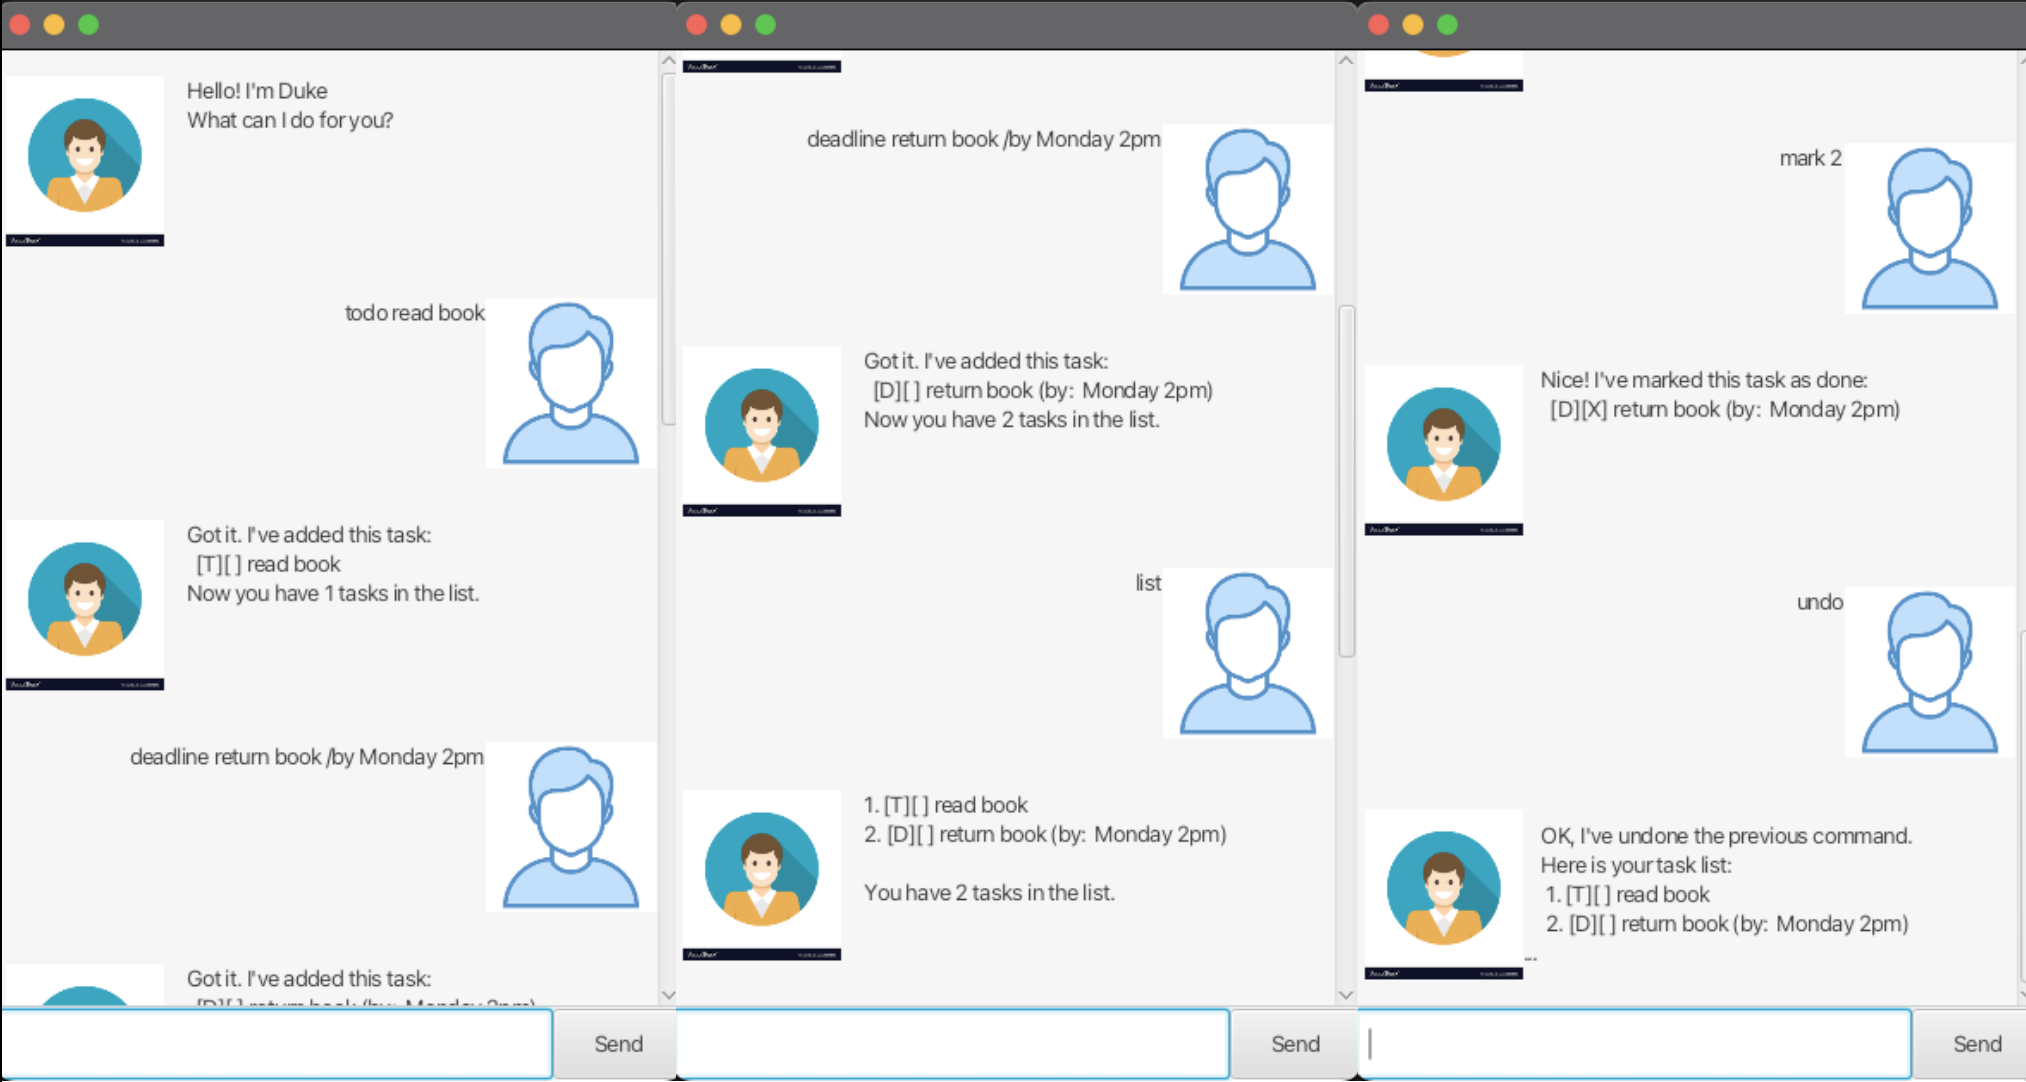 Hello! I'm Duke
What can I do for you?
todo read book
Got it. I've added this task:
[T][ ] read book
Now you have 1 tasks in the list.
deadline return book /by Monday 2pm
Got it. I've added this task:
[D][ ] return book (by: Monday 2pm)
Send
deadline return book /by Monday 2pm
Got it. I've added this task:
[D][ ] return book (by: Monday 2pm)
Now you have 2 tasks in the list.
list
1. [T][ ] read book
2. [D][ ] return book (by: Monday 2pm)
You have 2 tasks in the list.
Send
mark 2
Nice! I've marked this task as done:
[D][X] return book (by: Monday 2pm)
undo
OK, I've undone the previous command.
Here is your task list:
1. [T][ ] read book
2. [D][ ] return book (by: Monday 2pm)
...
Send